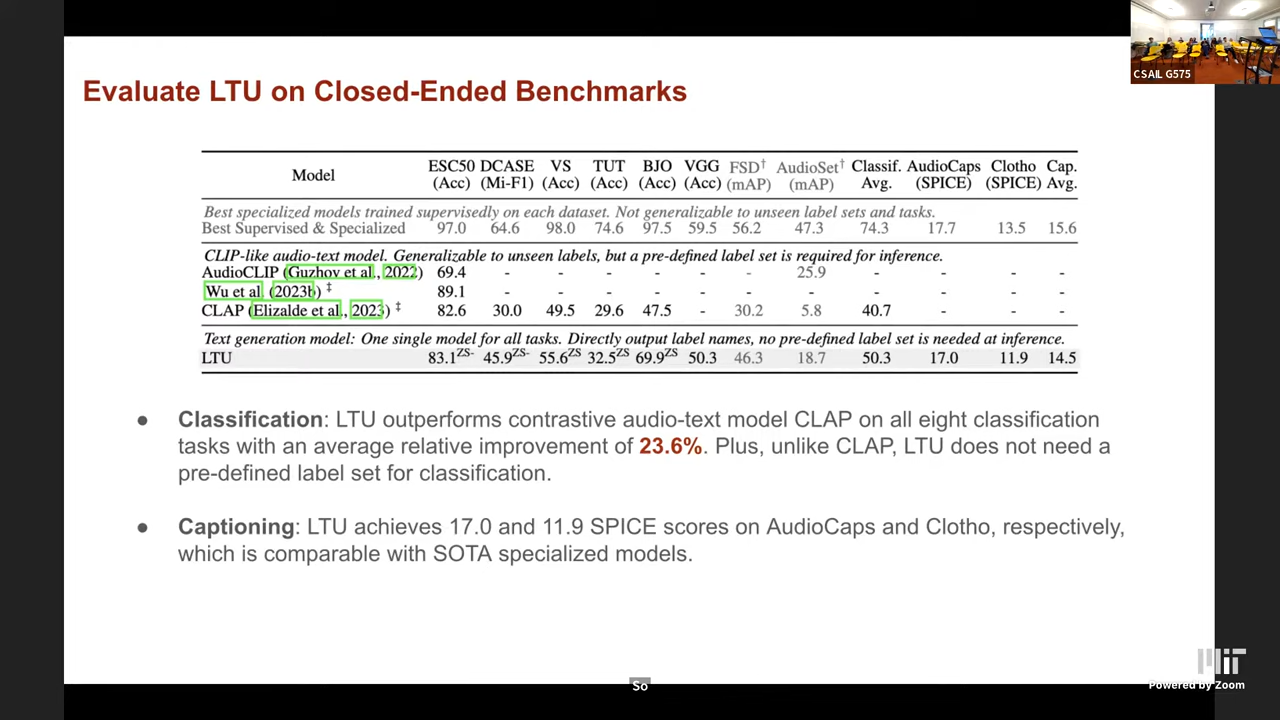 CSAIL G575
Evaluate LTU on Closed-Ended Benchmarks
Model ESC50 (Acc) DCASE (Mi-F1) VS (Acc) TUT (Acc) BJO (Acc) VGG (Acc) FSD† (mAP) AudioSet† (mAP) Classif. Avg. AudioCaps (SPICE) Clotho (SPICE) Cap. Avg.
Best specialized models trained supervisedly on each dataset. Not generalizable to unseen label sets and tasks.
Best Supervised & Specialized 97.0 64.6 98.0 74.6 97.5 59.5 56.2 47.3 74.3 17.7 13.5 15.6
CLIP-like audio-text model. Generalizable to unseen labels, but a pre-defined label set is required for inference.
AudioCLIP (Guzhov et al., 2022) 69.4 - - - - - - 25.9 - - - -
Wu et al. (2023b) ‡ 89.1 - - - - - - - - - - -
CLAP (Elizalde et al., 2023) ‡ 82.6 30.0 49.5 29.6 47.5 - 30.2 5.8 40.7 - - -
Text generation model: One single model for all tasks. Directly output label names, no pre-defined label set is needed at inference.
LTU 83.1ZS- 45.9ZS- 55.6ZS 32.5ZS 69.9ZS 50.3 46.3 18.7 50.3 17.0 11.9 14.5
● Classification: LTU outperforms contrastive audio-text model CLAP on all eight classification
tasks with an average relative improvement of 23.6%. Plus, unlike CLAP, LTU does not need a
pre-defined label set for classification.
● Captioning: LTU achieves 17.0 and 11.9 SPICE scores on AudioCaps and Clotho, respectively,
which is comparable with SOTA specialized models.
MIT
Powered by Zoom
So